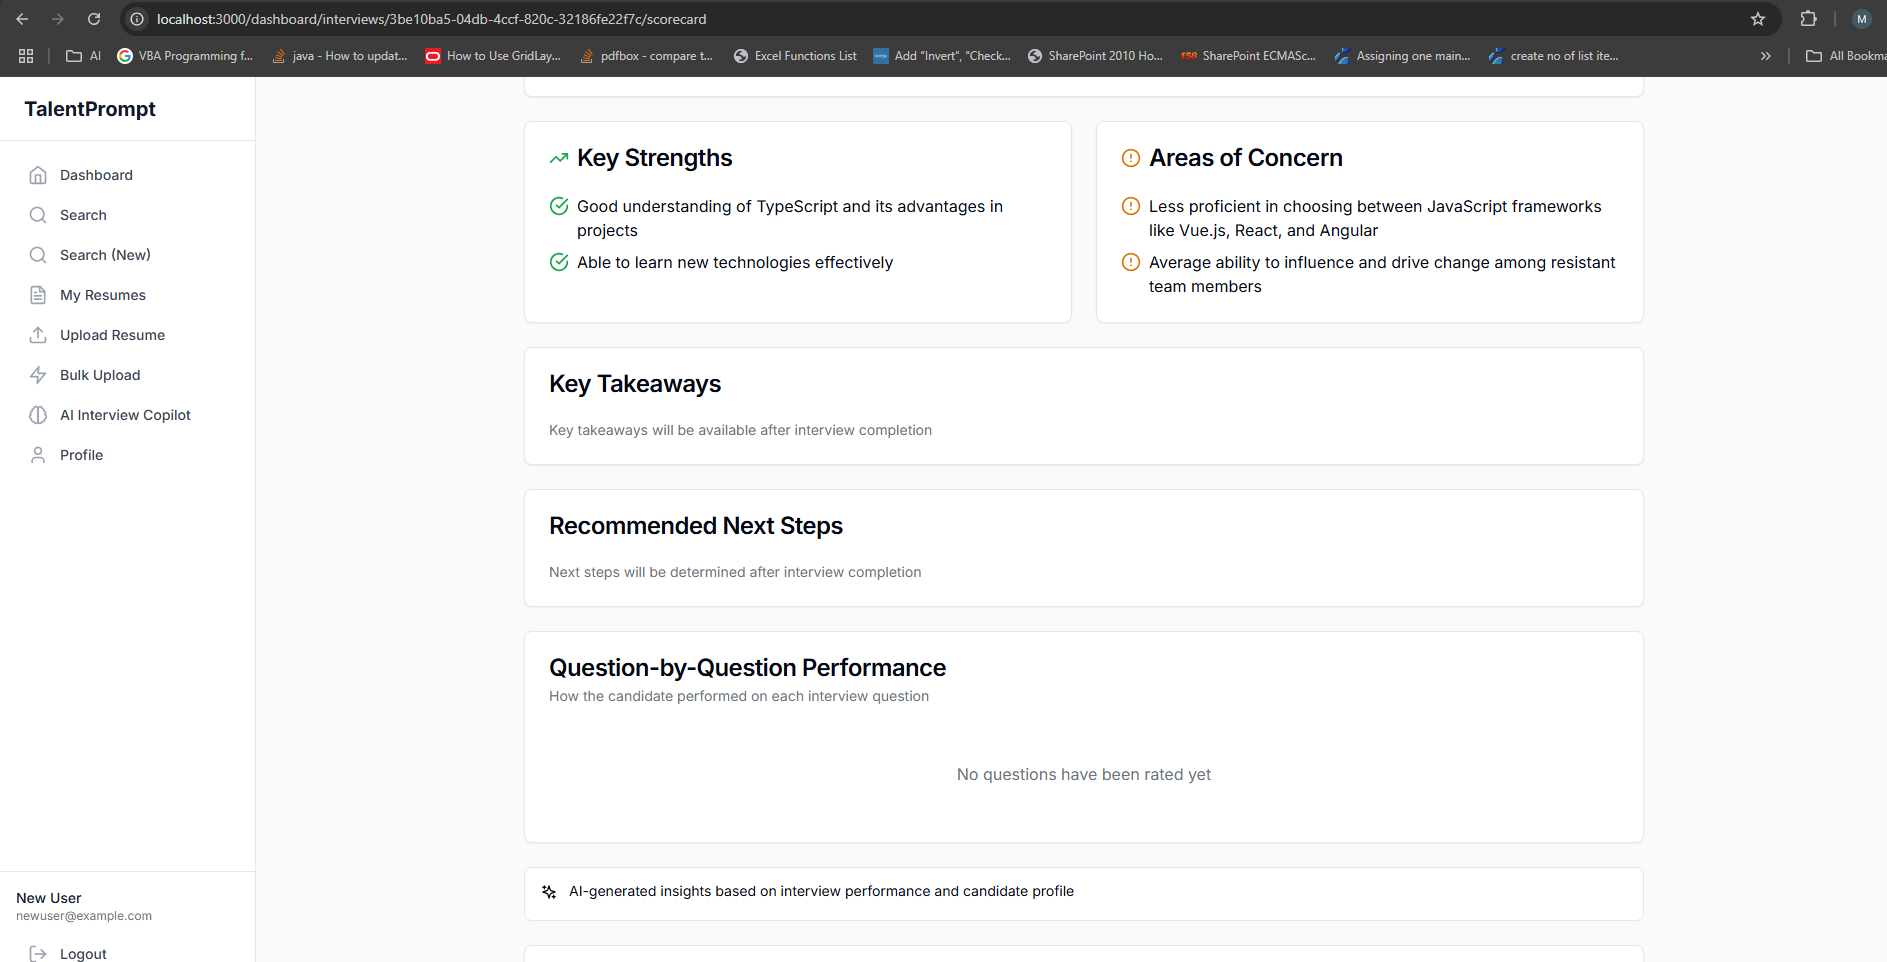 localhost:3000/dashboard/interviews/3be10ba5-04db-4ccf-820c-32186fe22f7c/scorecard
M
AI
VBA Programming f...
java - How to updat...
How to Use GridLay...
pdfbox - compare t...
Excel Functions List
Add “Invert”, “Check...
SharePoint 2010 Ho...
SharePoint ECMASc...
Assigning one main...
create no of list ite...
All Bookma
TalentPrompt
Dashboard
Search
Search (New)
My Resumes
Upload Resume
Bulk Upload
AI Interview Copilot
Profile
New User
newuser@example.com
Logout
Key Strengths
Good understanding of TypeScript and its advantages in
projects
Able to learn new technologies effectively
Areas of Concern
Less proficient in choosing between JavaScript frameworks
like Vue.js, React, and Angular
Average ability to influence and drive change among resistant
team members
Key Takeaways
Key takeaways will be available after interview completion
Recommended Next Steps
Next steps will be determined after interview completion
Question-by-Question Performance
How the candidate performed on each interview question
No questions have been rated yet
AI-generated insights based on interview performance and candidate profile